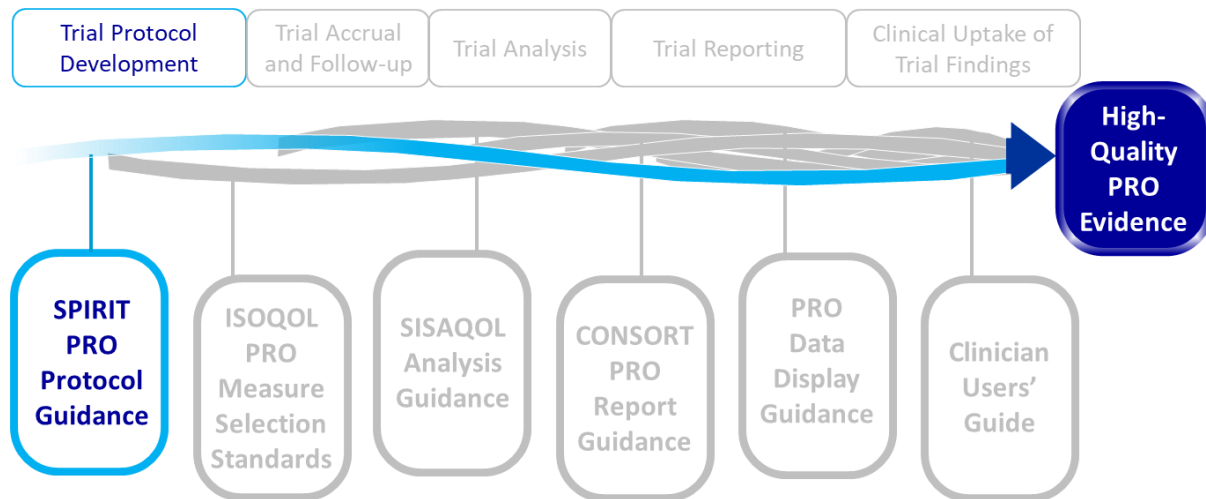 Trial Protocol
Development
Trial Accrual
and Follow-up
Trial Analysis
Trial Reporting
Clinical Uptake of
Trial Findings
High-
Quality
PRO
Evidence
SPIRIT
PRO
Protocol
Guidance
ISOQOL
PRO
Measure
Selection
Standards
SISAQOL
Analysis
Guidance
CONSORT
PRO
Report
Guidance
PRO
Data
Display
Guidance
Clinician
Users’
Guide